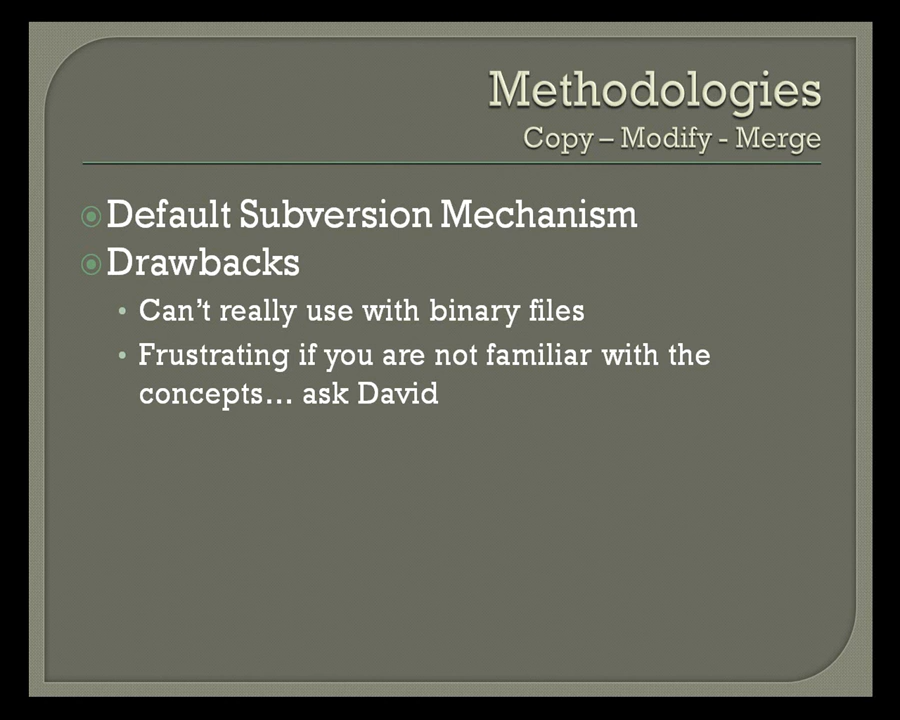 Methodologies
Copy – Modify - Merge
Default Subversion Mechanism
Drawbacks
Can’t really use with binary files
Frustrating if you are not familiar with the
concepts… ask David